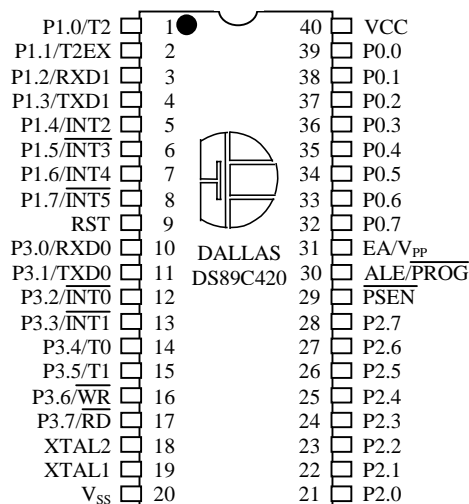 P1.0/T2 1 40 VCC
P1.1/T2EX 2 39 P0.0
P1.2/RXD1 3 38 P0.1
P1.3/TXD1 4 37 P0.2
P1.4/INT2 5 36 P0.3
P1.5/INT3 6 35 P0.4
P1.6/INT4 7 34 P0.5
P1.7/INT5 8 33 P0.6
RST 9 32 P0.7
P3.0/RXD0 10 DALLAS 31 EA/VPP
P3.1/TXD0 11 DS89C420 30 ALE/PROG
P3.2/INT0 12 29 PSEN
P3.3/INT1 13 28 P2.7
P3.4/T0 14 27 P2.6
P3.5/T1 15 26 P2.5
P3.6/WR 16 25 P2.4
P3.7/RD 17 24 P2.3
XTAL2 18 23 P2.2
XTAL1 19 22 P2.1
VSS 20 21 P2.0